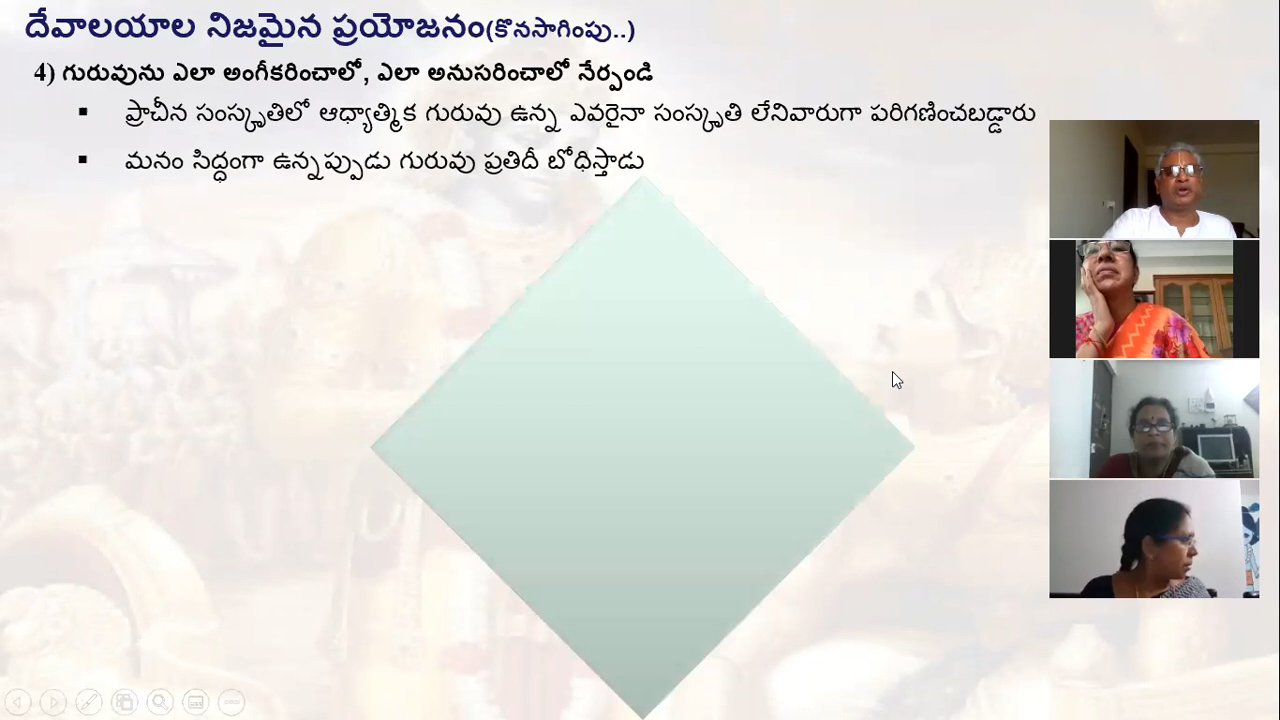 దేవాలయాల నిజమైన ప్రయోజనం(కొనసాగింపు..)
4) గురువును ఎలా అంగీకరించాలో, ఎలా అనుసరించాలో నేర్పండి
▪ ప్రాచీన సంస్కృతిలో ఆధ్యాత్మిక గురువు ఉన్న ఎవరైనా సంస్కృతి లేనివారుగా పరిగణించబడ్డారు
▪ మనం సిద్ధంగా ఉన్నప్పుడు గురువు ప్రతిదీ బోధిస్తాడు